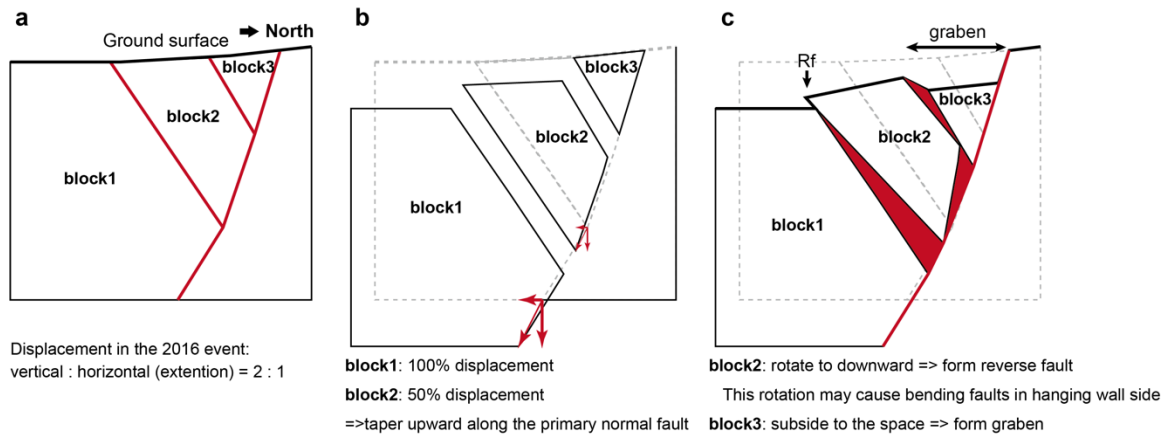 a
Ground surface
North
block3
block2
block1
Displacement in the 2016 event:
vertical : horizontal (extention) = 2 : 1
b
block3
block2
block1
block1: 100% displacement
block2: 50% displacement
=>taper upward along the primary normal fault
c
graben
Rf
block3
block2
block1
block2: rotate to downward => form reverse fault
This rotation may cause bending faults in hanging wall side
block3: subside to the space => form graben